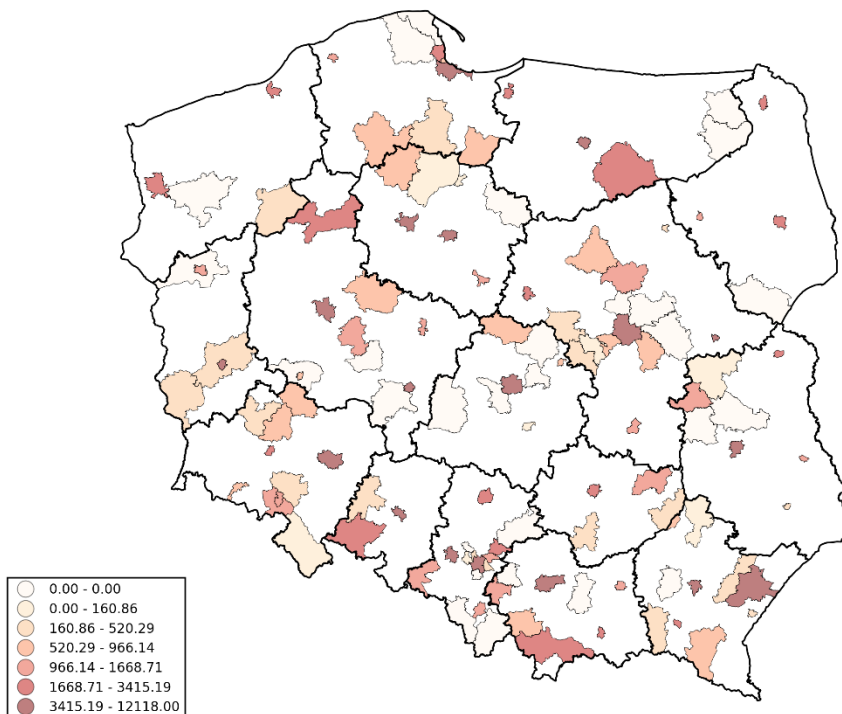 0.00 - 0.00
0.00 - 160.86
160.86 - 520.29
520.29 - 966.14
966.14 - 1668.71
1668.71 - 3415.19
3415.19 - 12118.00